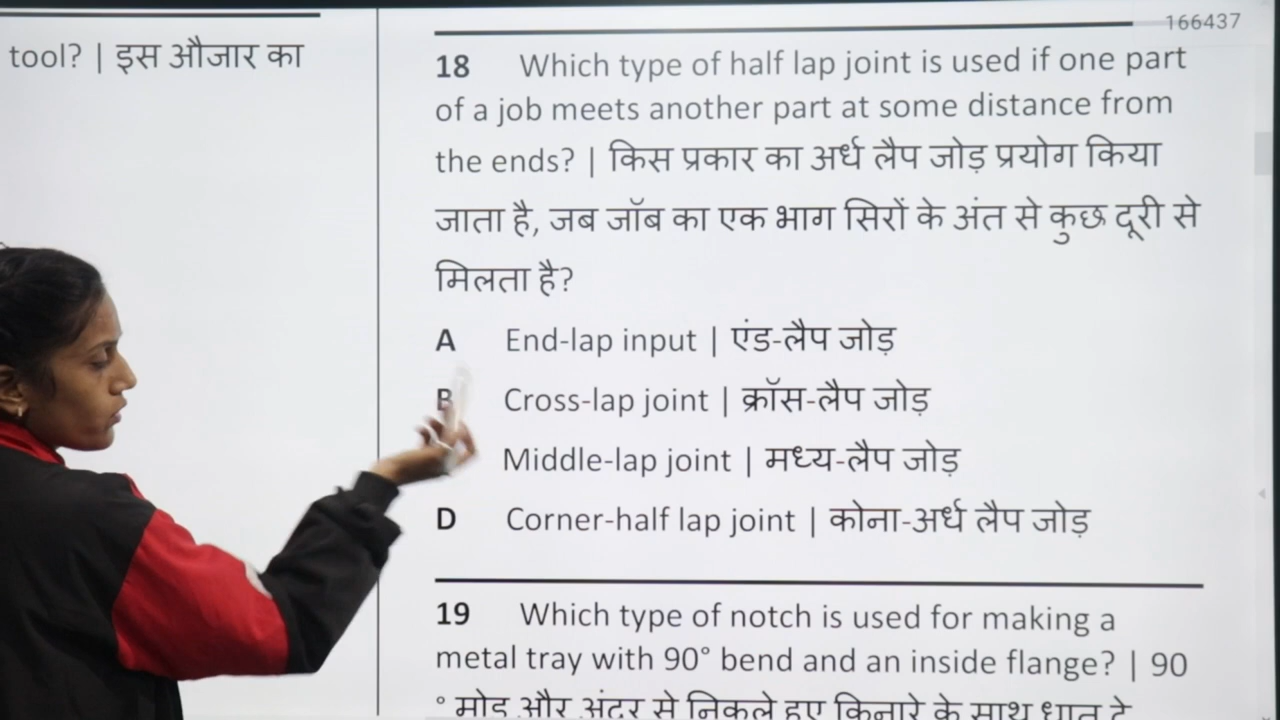 tool? | इस औजार का
166437
18 Which type of half lap joint is used if one part
of a job meets another part at some distance from
the ends? | किस प्रकार का अर्ध लैप जोड़ प्रयोग किया
जाता है, जब जॉब का एक भाग सिरों के अंत से कुछ दूरी से
मिलता है?
A End-lap input | एंड-लैप जोड़
B Cross-lap joint | क्रॉस-लैप जोड़
Middle-lap joint | मध्य-लैप जोड़
D Corner-half lap joint | कोना-अर्ध लैप जोड़
19 Which type of notch is used for making a
metal tray with 90° bend and an inside flange? | 90
° मोड़ और अंदर से निकले हुए किनारे के साथ धातु ट्रे